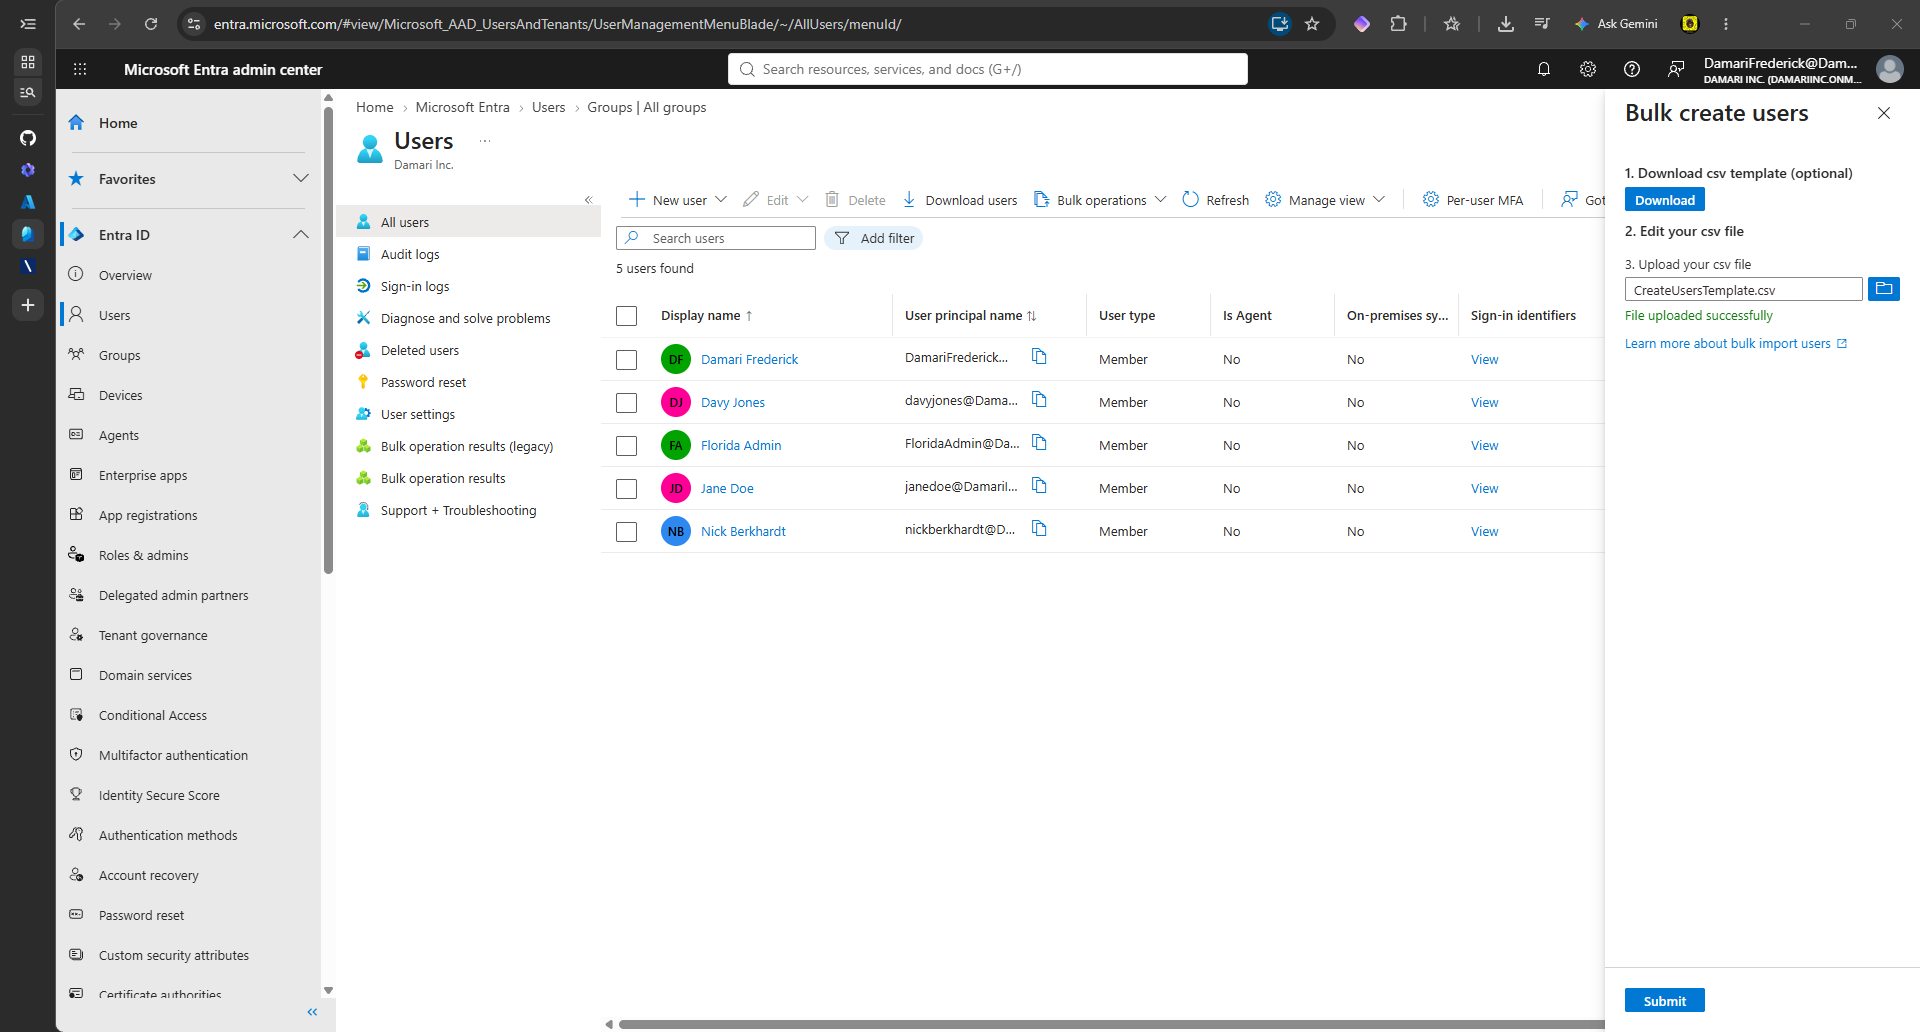 entra.microsoft.com/#view/Microsoft_AAD_UsersAndTenants/UserManagementMenuBlade/~/AllUsers/menuId/
Ask Gemini
Microsoft Entra admin center
Search resources, services, and docs (G+/)
DamariFrederick@Dam...
DAMARI INC. (DAMARIINC.ONM...
Home
Favorites
Entra ID
Overview
Users
Groups
Devices
Agents
Enterprise apps
App registrations
Roles & admins
Delegated admin partners
Tenant governance
Domain services
Conditional Access
Multifactor authentication
Identity Secure Score
Authentication methods
Account recovery
Password reset
Custom security attributes
Certificate authorities
Home > Microsoft Entra > Users > Groups | All groups
Users ...
Damari Inc.
All users
Audit logs
Sign-in logs
Diagnose and solve problems
Deleted users
Password reset
User settings
Bulk operation results (legacy)
Bulk operation results
Support + Troubleshooting
New user Edit Delete Download users Bulk operations Refresh Manage view Per-user MFA Got
Search users Add filter
5 users found
Display name ↑ User principal name ↑↓ User type Is Agent On-premises sy... Sign-in identifiers
DF Damari Frederick DamariFrederick... Member No No View
DJ Davy Jones davyjones@Dama... Member No No View
FA Florida Admin FloridaAdmin@Da... Member No No View
JD Jane Doe janedoe@DamariI... Member No No View
NB Nick Berkhardt nickberkhardt@D... Member No No View
Bulk create users
1. Download csv template (optional)
Download
2. Edit your csv file
3. Upload your csv file
CreateUsersTemplate.csv
File uploaded successfully
Learn more about bulk import users
Submit